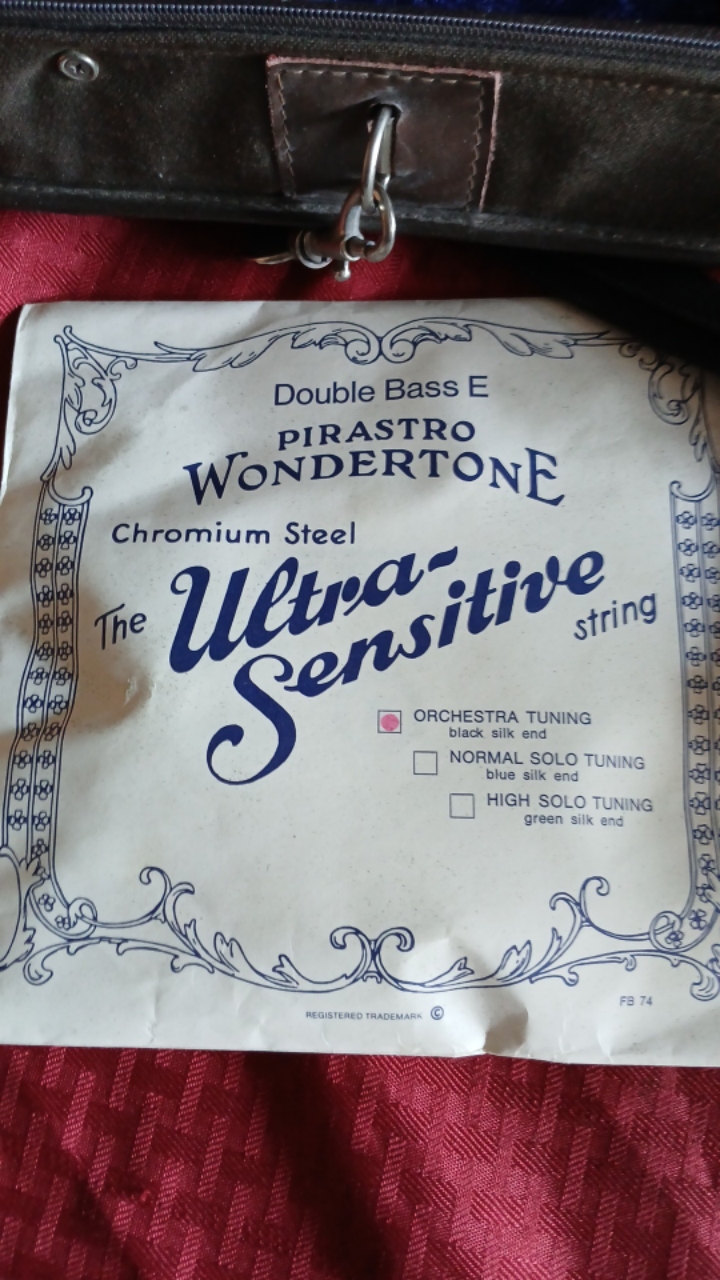 Double Bass E
PIRASTRO
WONDERTONE
Chromium Steel
The Ultra-
Sensitive string
ORCHESTRA TUNING
black silk end
NORMAL SOLO TUNING
blue silk end
HIGH SOLO TUNING
green silk end
FB 74
REGISTERED TRADEMARK ©